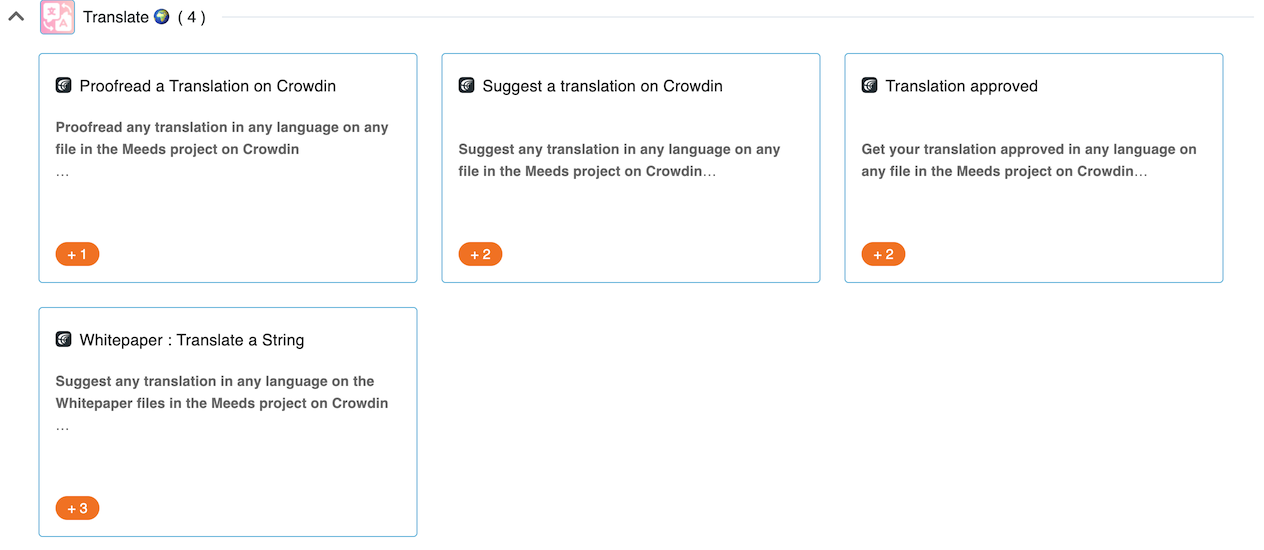 Translate 🌍 ( 4 )
Proofread a Translation on Crowdin
Proofread any translation in any language on any
file in the Meeds project on Crowdin
…
+ 1
Suggest a translation on Crowdin
Suggest any translation in any language on any
file in the Meeds project on Crowdin…
+ 2
Translation approved
Get your translation approved in any language on
any file in the Meeds project on Crowdin…
+ 2
Whitepaper : Translate a String
Suggest any translation in any language on the
Whitepaper files in the Meeds project on Crowdin
…
+ 3